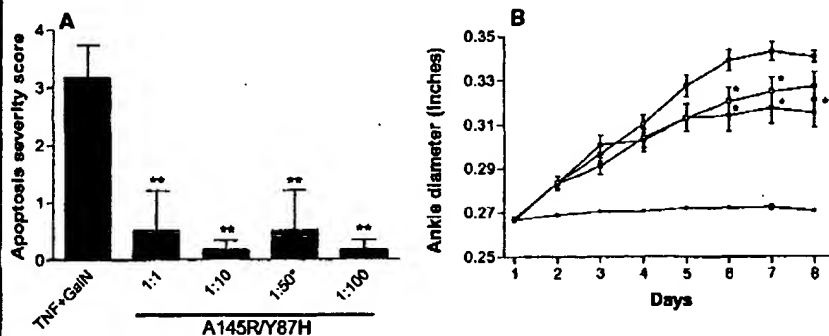 A
Apoptosis severity score
4
3
2
1
0
** ** ** **
TNF+GalN 1:1 1:10 1:50* 1:100
A145R/Y87H
B
Ankle diameter (inches)
0.35
0.33
0.31
0.29
0.27
0.25
* * * * *
1 2 3 4 5 6 7 8
Days